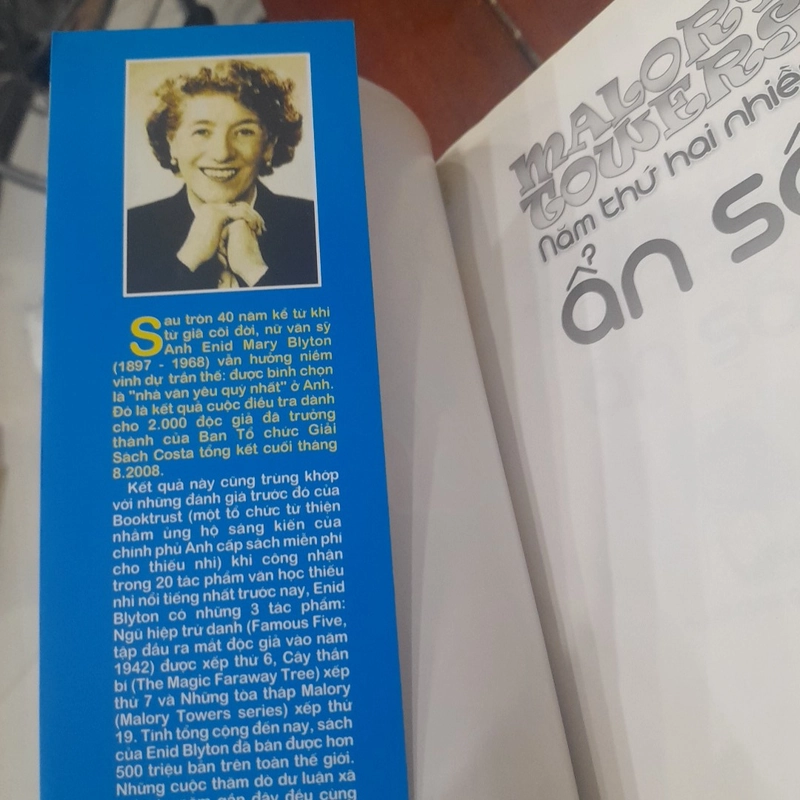 Sau tròn 40 năm kể từ khi
từ giã cõi đời, nữ văn sỹ
Anh Enid Mary Blyton
(1897 - 1968) vẫn hưởng niềm
vinh dự trần thế: được bình chọn
là "nhà văn yêu quý nhất" ở Anh.
Đó là kết quả cuộc điều tra dành
cho 2.000 độc giả đã trưởng
thành của Ban Tổ chức Giải
Sách Costa tổng kết cuối tháng
8.2008.
Kết quả này cũng trùng khớp
với những đánh giá trước đó của
Booktrust (một tổ chức từ thiện
nhằm ủng hộ sáng kiến của
chính phủ Anh cấp sách miễn phí
cho thiếu nhi) khi công nhận
trong 20 tác phẩm văn học thiếu
nhi nổi tiếng nhất trước nay, Enid
Blyton có những 3 tác phẩm:
Ngũ hiệp trừ danh (Famous Five,
tập đầu ra mắt độc giả vào năm
1942) được xếp thứ 6, Cây thần
bí (The Magic Faraway Tree) xếp
thứ 7 và Những tòa tháp Malory
(Malory Towers series) xếp thứ
19. Tính tổng cộng đến nay, sách
của Enid Blyton đã bán được hơn
500 triệu bản trên toàn thế giới.
Những cuộc thăm dò dư luận xã
gần đây đều cùng
MALOR
TOWERS
Năm thứ hai nhiề
ẩn số